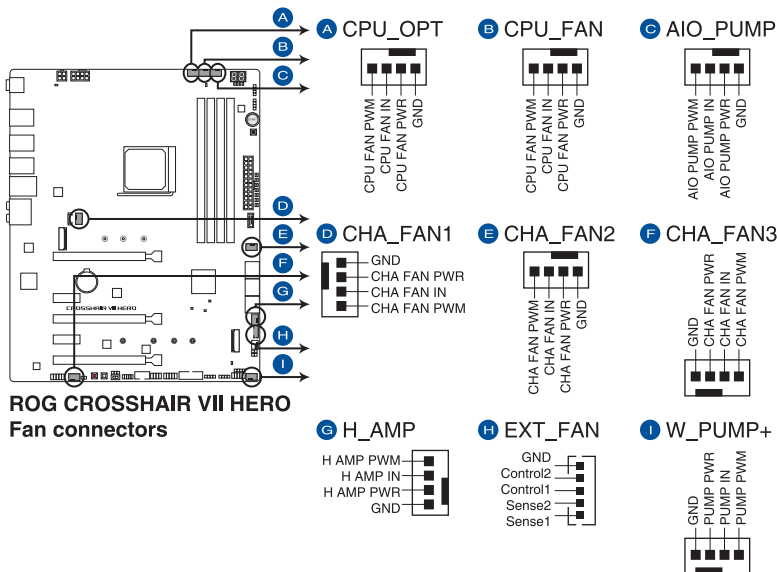 A
B
C
D
E
F
G
H
I
CROSSHAIR VII HERO
ROG CROSSHAIR VII HERO
Fan connectors
A CPU_OPT
CPU FAN PWM
CPU FAN IN
CPU FAN PWR
GND
B CPU_FAN
CPU FAN PWM
CPU FAN IN
CPU FAN PWR
GND
C AIO_PUMP
AIO PUMP PWM
AIO PUMP IN
AIO PUMP PWR
GND
D CHA_FAN1
GND
CHA FAN PWR
CHA FAN IN
CHA FAN PWM
E CHA_FAN2
CHA FAN PWM
CHA FAN IN
CHA FAN PWR
GND
F CHA_FAN3
GND
CHA FAN PWR
CHA FAN IN
CHA FAN PWM
G H_AMP
H AMP PWM
H AMP IN
H AMP PWR
GND
H EXT_FAN
GND
Control2
Control1
Sense2
Sense1
I W_PUMP+
GND
PUMP PWR
PUMP IN
PUMP PWM